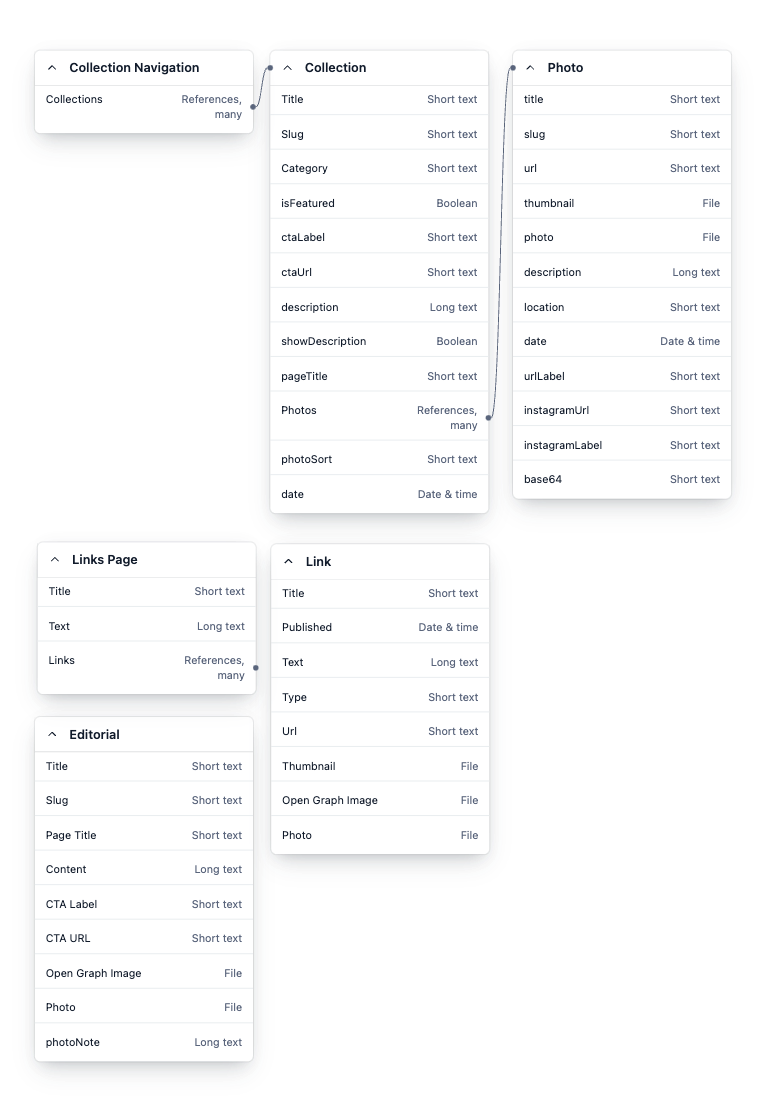 Collection Navigation
Collections References,
many
Collection
Title Short text
Slug Short text
Category Short text
isFeatured Boolean
ctaLabel Short text
ctaUrl Short text
description Long text
showDescription Boolean
pageTitle Short text
Photos References,
many
photoSort Short text
date Date & time
Photo
title Short text
slug Short text
url Short text
thumbnail File
photo File
description Long text
location Short text
date Date & time
urlLabel Short text
instagramUrl Short text
instagramLabel Short text
base64 Short text
Links Page
Title Short text
Text Long text
Links References,
many
Link
Title Short text
Published Date & time
Text Long text
Type Short text
Url Short text
Thumbnail File
Open Graph Image File
Photo File
Editorial
Title Short text
Slug Short text
Page Title Short text
Content Long text
CTA Label Short text
CTA URL Short text
Open Graph Image File
Photo File
photoNote Long text